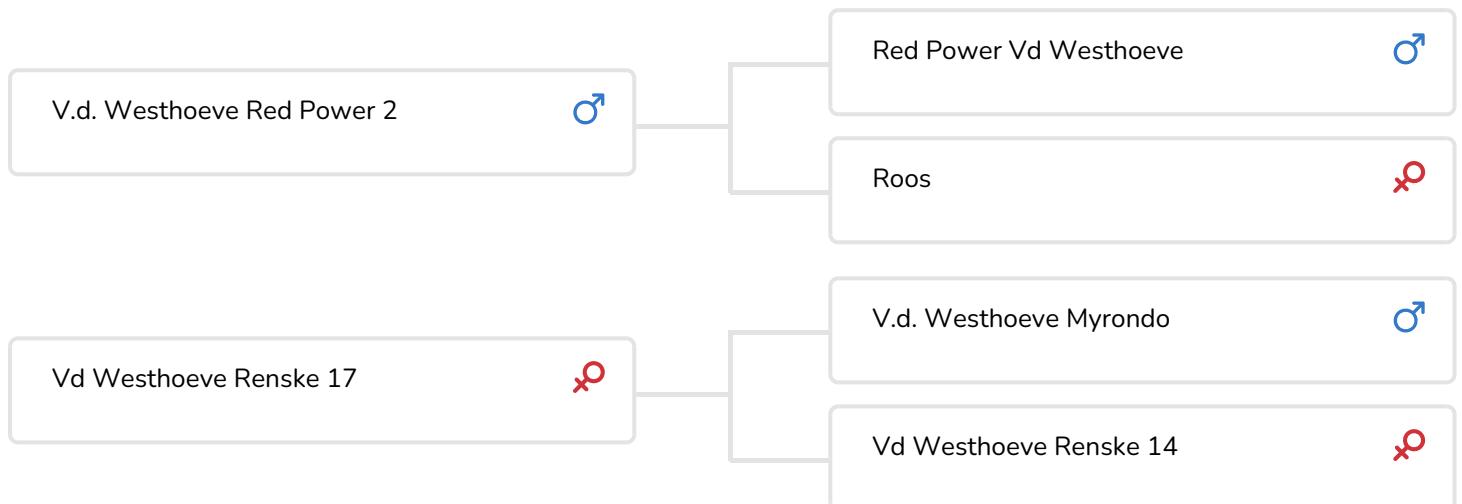 V.d. Westhoeve Red Power 2
Red Power Vd Westhoeve
Roos
Vd Westhoeve Renske 17
V.d. Westhoeve Myrondo
Vd Westhoeve Renske 14